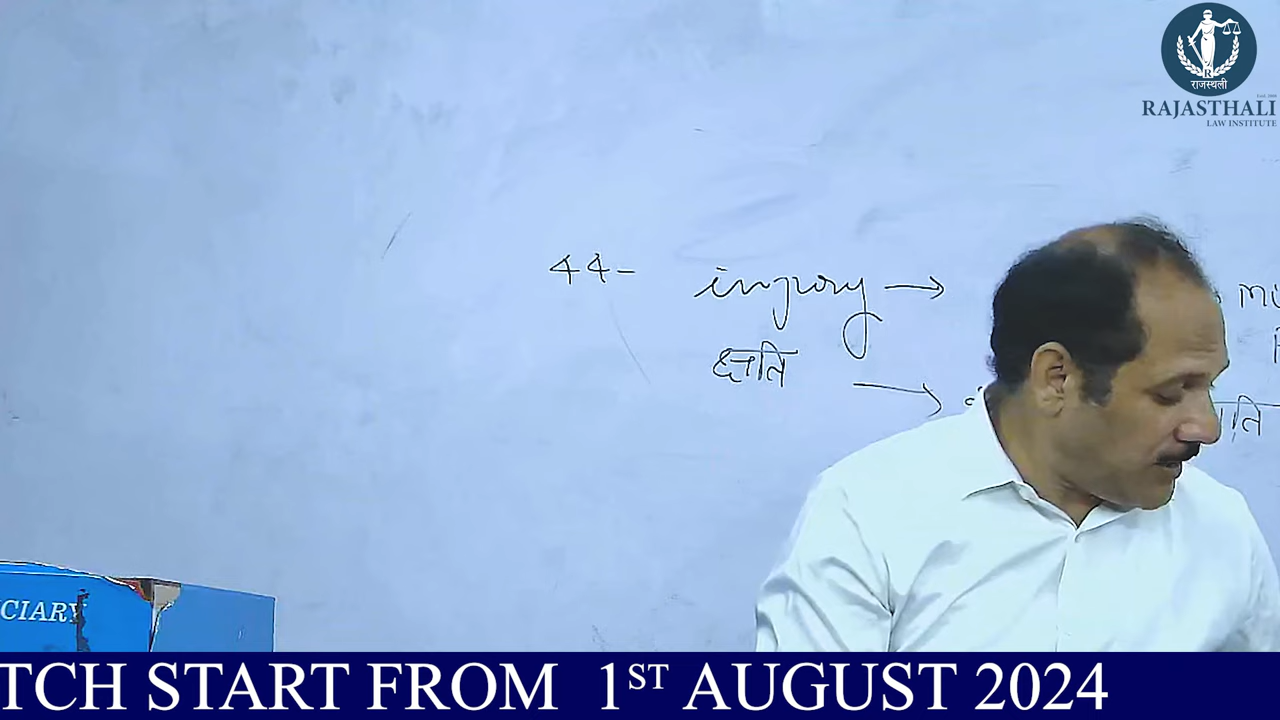 राजस्थली
RAJASTHALI
LAW INSTITUTE
44- injury →
क्षति →
CIARY
TCH START FROM 1ST AUGUST 2024